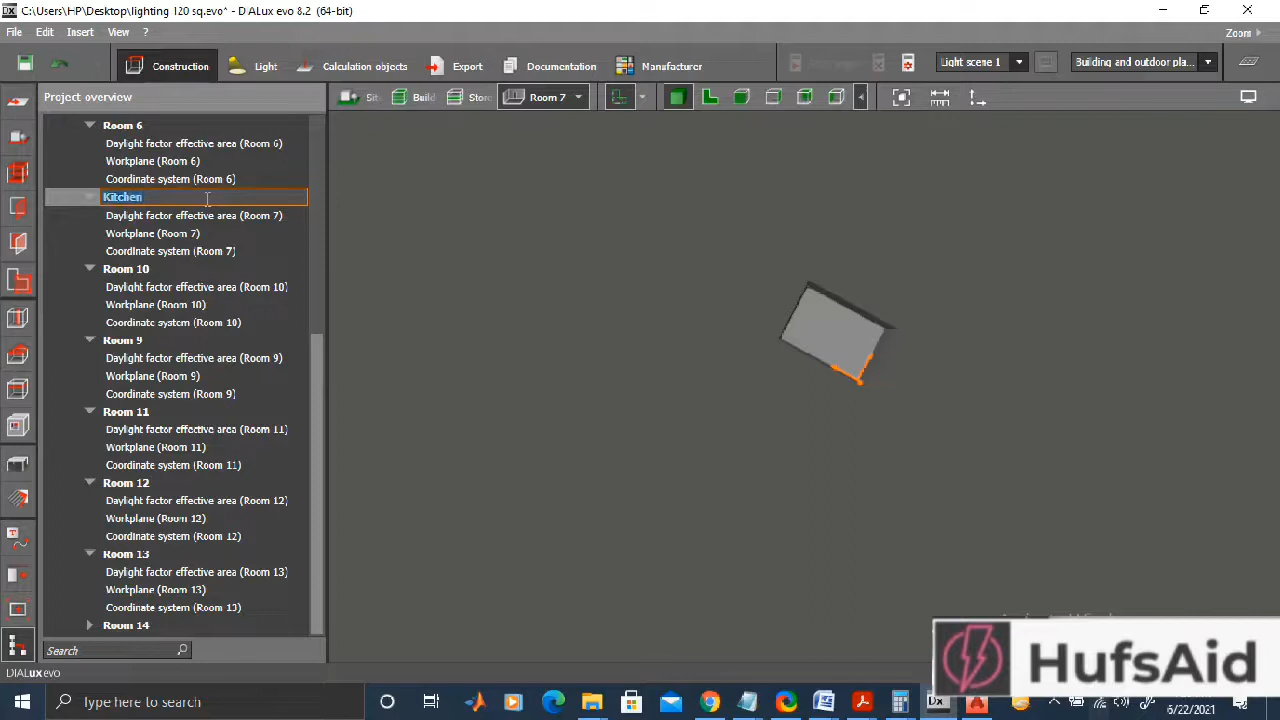 C:\Users\HP\Desktop\lighting 120 sq.evo* - DIALux evo 8.2 (64-bit)
File Edit Insert View ?
Zoom
Construction Light Calculation objects Export Documentation Manufacturer
Light scene 1
Building and outdoor pla...
Project overview
Sit Build Store Room 7
Room 6
Daylight factor effective area (Room 6)
Workplane (Room 6)
Coordinate system (Room 6)
Kitchen
Daylight factor effective area (Room 7)
Workplane (Room 7)
Coordinate system (Room 7)
Room 10
Daylight factor effective area (Room 10)
Workplane (Room 10)
Coordinate system (Room 10)
Room 9
Daylight factor effective area (Room 9)
Workplane (Room 9)
Coordinate system (Room 9)
Room 11
Daylight factor effective area (Room 11)
Workplane (Room 11)
Coordinate system (Room 11)
Room 12
Daylight factor effective area (Room 12)
Workplane (Room 12)
Coordinate system (Room 12)
Room 13
Daylight factor effective area (Room 13)
Workplane (Room 13)
Coordinate system (Room 13)
Room 14
Search
DIALux evo
HufsAid
Type here to search
6/22/2021